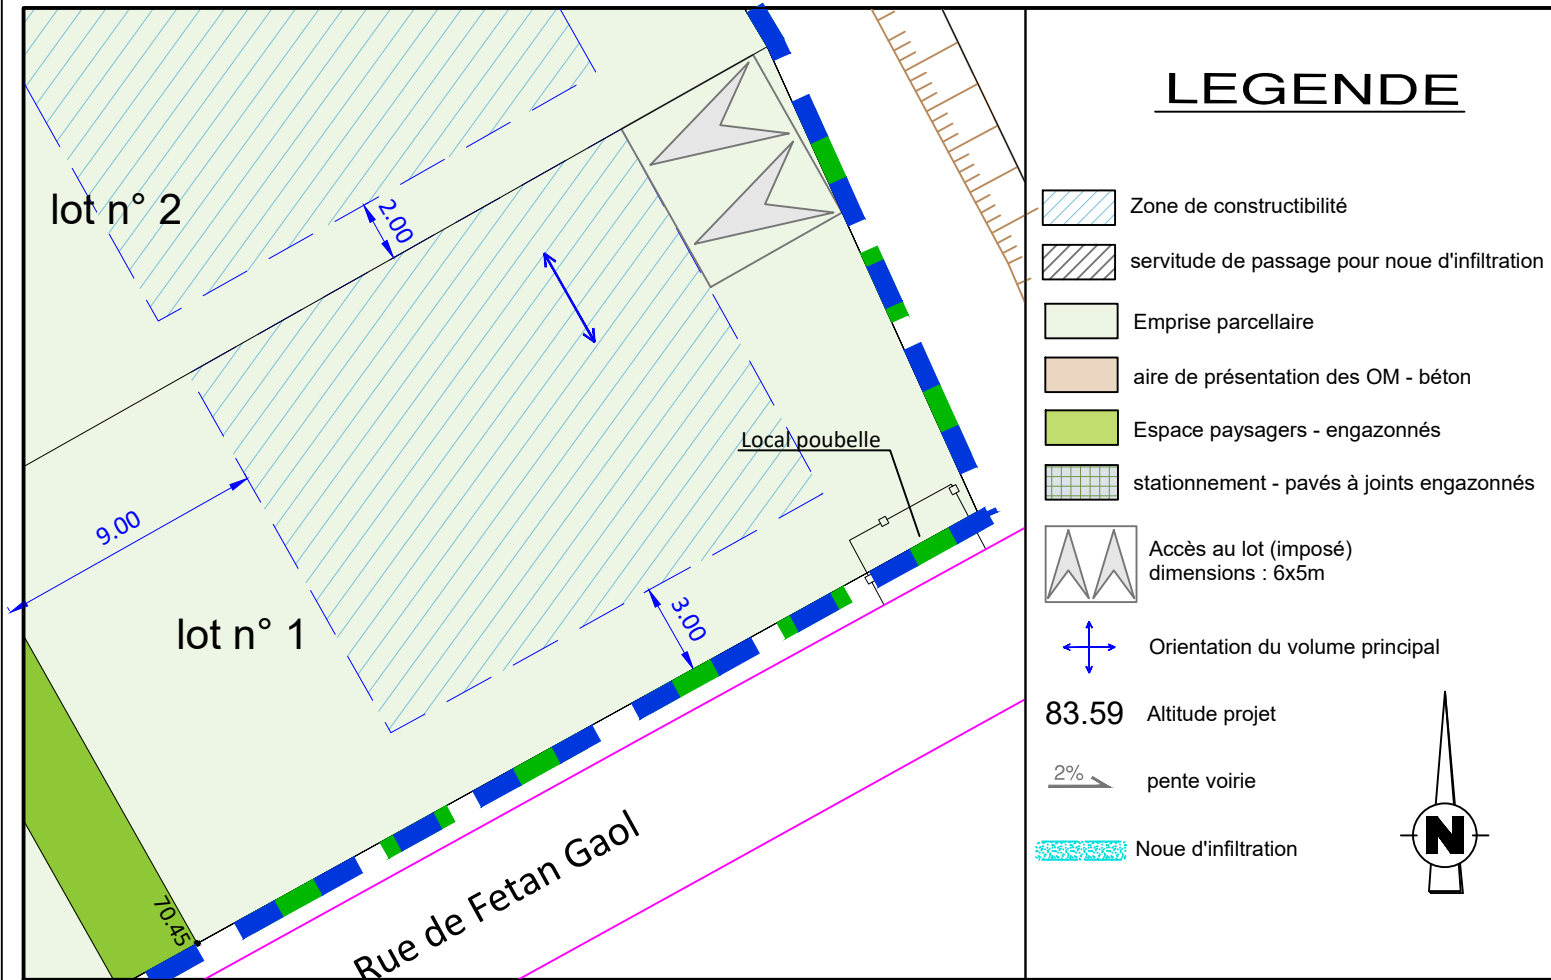 lot n° 2
2.00
9.00
lot n° 1
3.00
Local poubelle
70.45
Rue de Fetan Gaol
LEGENDE
Zone de constructibilité
servitude de passage pour noue d'infiltration
Emprise parcellaire
aire de présentation des OM - béton
Espace paysagers - engazonnés
stationnement - pavés à joints engazonnés
Accès au lot (imposé)
dimensions : 6x5m
Orientation du volume principal
83.59 Altitude projet
2% pente voirie
Noue d'infiltration
N